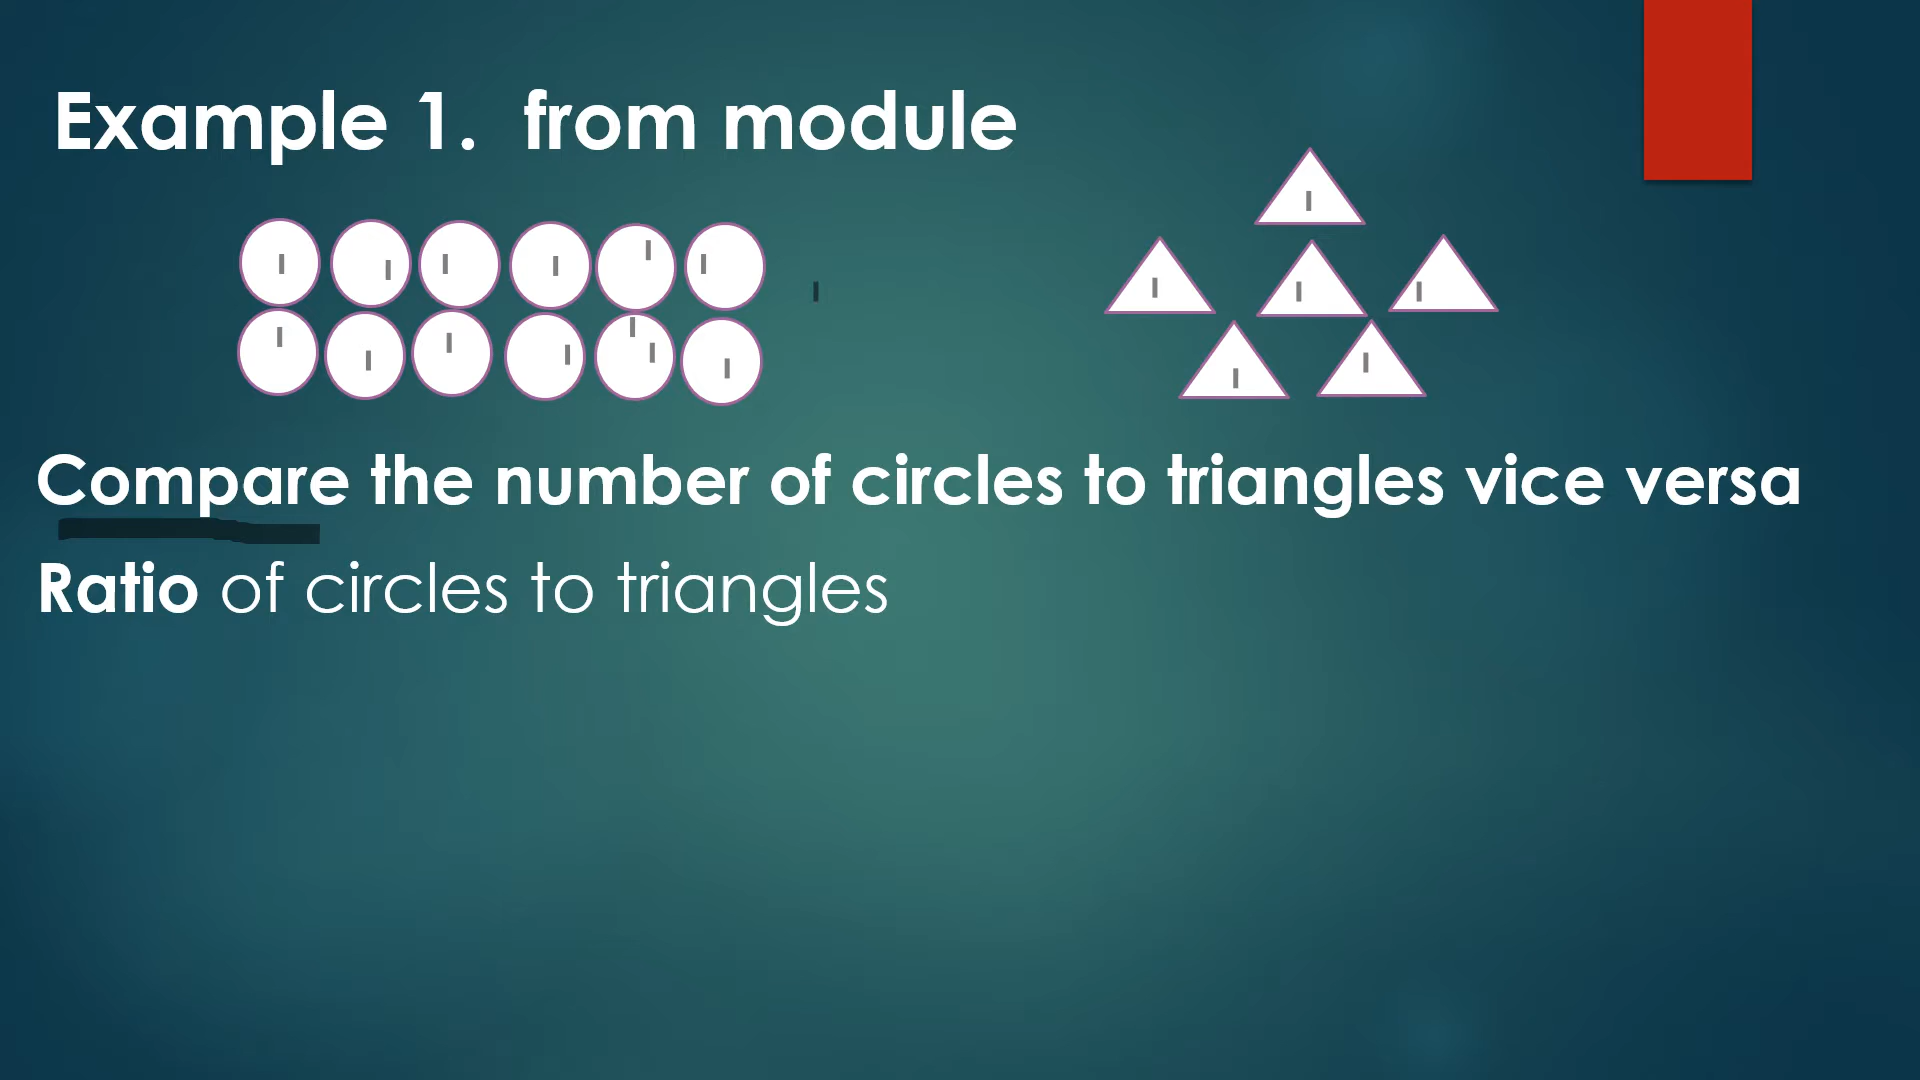 Example 1. from module
Compare the number of circles to triangles vice versa
Ratio of circles to triangles